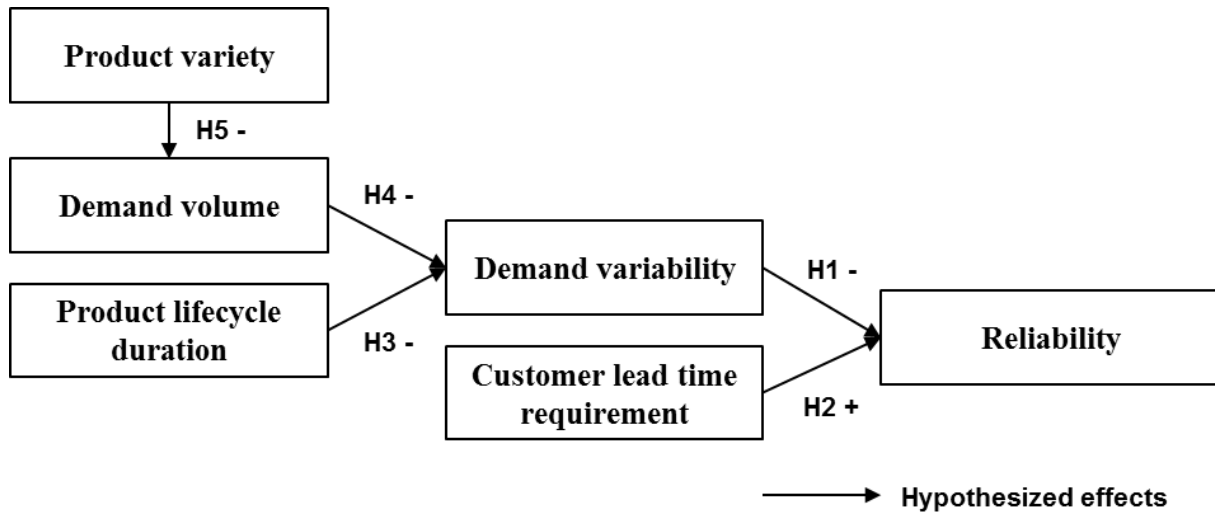 Product variety
H5 -
Demand volume
H4 -
Demand variability
H1 -
Product lifecycle
duration
H3 -
Reliability
Customer lead time
requirement
H2 +
Hypothesized effects